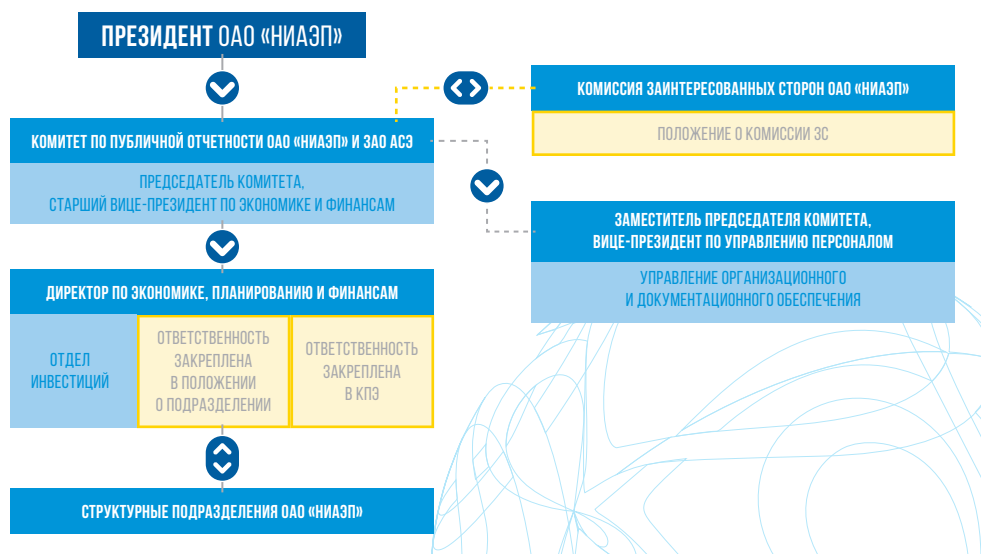 ПРЕЗИДЕНТ ОАО «НИАЭП»
КОМИТЕТ ПО ПУБЛИЧНОЙ ОТЧЕТНОСТИ ОАО «НИАЭП» И ЗАО АСЭ
ПРЕДСЕДАТЕЛЬ КОМИТЕТА,
СТАРШИЙ ВИЦЕ-ПРЕЗИДЕНТ ПО ЭКОНОМИКЕ И ФИНАНСАМ
ДИРЕКТОР ПО ЭКОНОМИКЕ, ПЛАНИРОВАНИЮ И ФИНАНСАМ
ОТДЕЛ
ИНВЕСТИЦИЙ
ОТВЕТСТВЕННОСТЬ
ЗАКРЕПЛЕНА
В ПОЛОЖЕНИИ
О ПОДРАЗДЕЛЕНИИ
ОТВЕТСТВЕННОСТЬ
ЗАКРЕПЛЕНА
В КПЭ
СТРУКТУРНЫЕ ПОДРАЗДЕЛЕНИЯ ОАО «НИАЭП»
КОМИССИЯ ЗАИНТЕРЕСОВАННЫХ СТОРОН ОАО «НИАЭП»
ПОЛОЖЕНИЕ О КОМИССИИ ЗС
ЗАМЕСТИТЕЛЬ ПРЕДСЕДАТЕЛЯ КОМИТЕТА,
ВИЦЕ-ПРЕЗИДЕНТ ПО УПРАВЛЕНИЮ ПЕРСОНАЛОМ
УПРАВЛЕНИЕ ОРГАНИЗАЦИОННОГО
И ДОКУМЕНТАЦИОННОГО ОБЕСПЕЧЕНИЯ